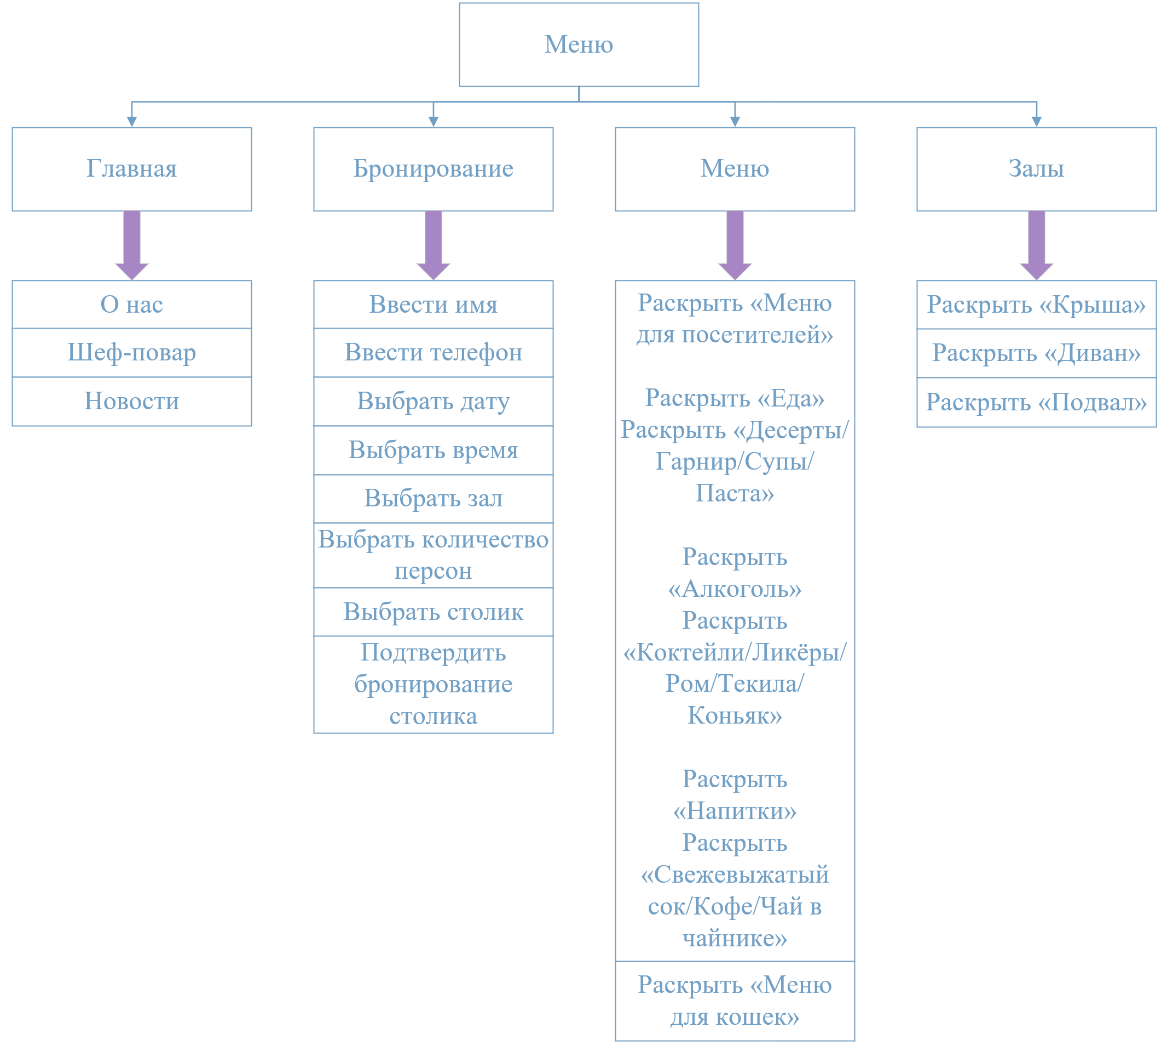 Меню
Главная
Бронирование
Меню
Залы
О нас
Шеф-повар
Новости
Ввести имя
Ввести телефон
Выбрать дату
Выбрать время
Выбрать зал
Выбрать количество
персон
Выбрать столик
Подтвердить
бронирование
столика
Раскрыть «Меню
для посетителей»
Раскрыть «Еда»
Раскрыть «Десерты/
Гарнир/Супы/
Паста»
Раскрыть
«Алкоголь»
Раскрыть
«Коктейли/Ликёры/
Ром/Текила/
Коньяк»
Раскрыть
«Напитки»
Раскрыть
«Свежевыжатый
сок/Кофе/Чай в
чайнике»
Раскрыть «Меню
для кошек»
Раскрыть «Крыша»
Раскрыть «Диван»
Раскрыть «Подвал»